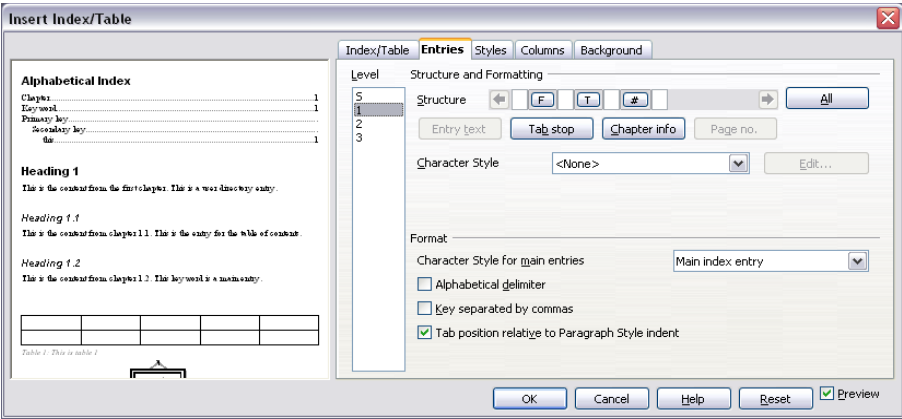 Insert Index/Table
Index/Table Entries Styles Columns Background
Alphabetical Index
Chapter 1
Keyword 1
Primary key
Secondary key
this 1
Heading 1
This is the content from the first chapter. This is a user directory entry.
Heading 1.1
This is the content from chapter 1.1. This is the entry for the table of contents.
Heading 1.2
This is the content from chapter 1.2. This keyword is a main entry.
Table 1: This is table 1
Level
S
1
2
3
Structure and Formatting
Structure F T # All
Entry text Tab stop Chapter info Page no.
Character Style <None> Edit...
Format
Character Style for main entries Main index entry
Alphabetical delimiter
Key separated by commas
Tab position relative to Paragraph Style indent
OK Cancel Help Reset Preview